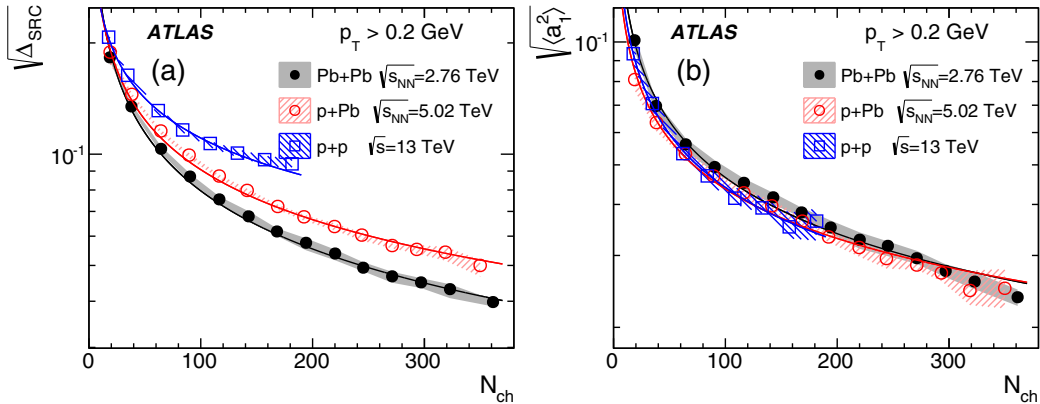 √Δ_SRC
ATLAS p_T > 0.2 GeV
(a)
Pb+Pb √s_NN=2.76 TeV
p+Pb √s_NN=5.02 TeV
p+p √s=13 TeV
10⁻¹
0 100 200 300
N_ch
√⟨a₁²⟩
ATLAS p_T > 0.2 GeV
(b)
Pb+Pb √s_NN=2.76 TeV
p+Pb √s_NN=5.02 TeV
p+p √s=13 TeV
10⁻¹
0 100 200 300
N_ch